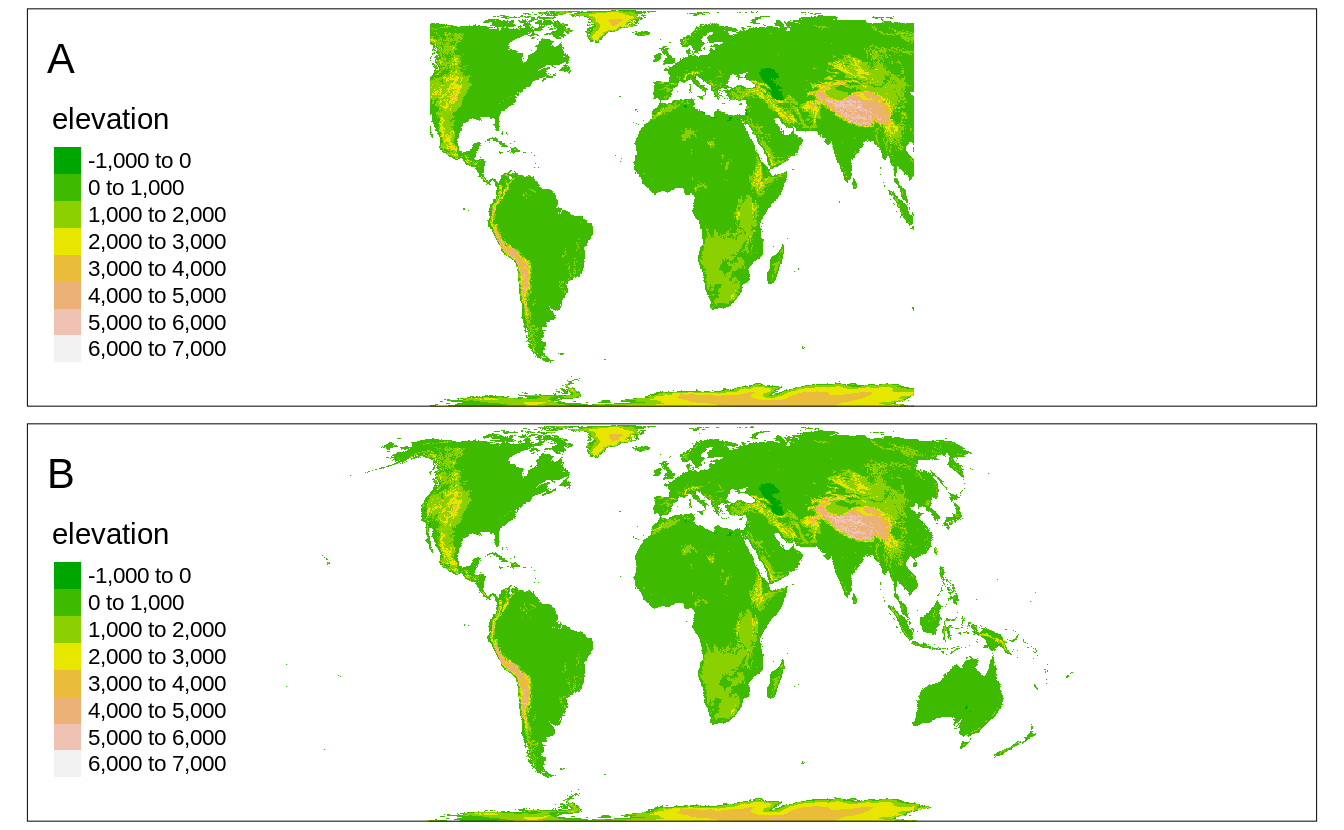 A
elevation
-1,000 to 0
0 to 1,000
1,000 to 2,000
2,000 to 3,000
3,000 to 4,000
4,000 to 5,000
5,000 to 6,000
6,000 to 7,000
B
elevation
-1,000 to 0
0 to 1,000
1,000 to 2,000
2,000 to 3,000
3,000 to 4,000
4,000 to 5,000
5,000 to 6,000
6,000 to 7,000